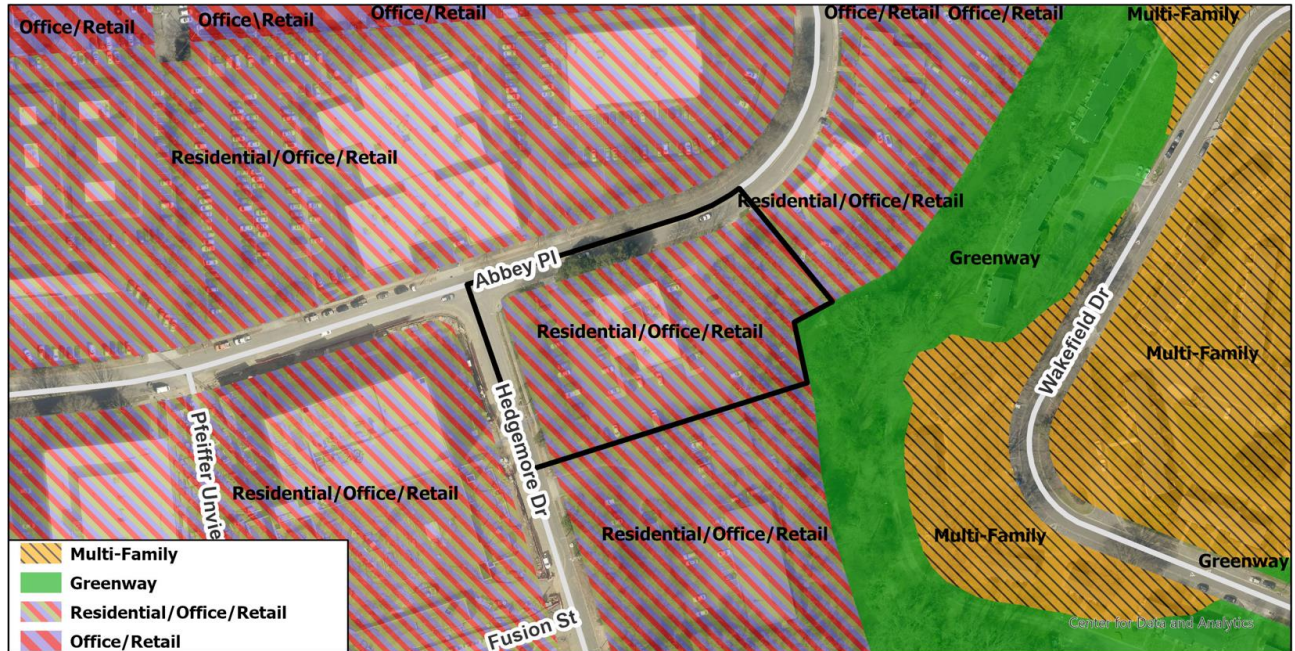 Office/Retail
Office\Retail
Office/Retail
Office/Retail
Office/Retail
Multi-Family
Residential/Office/Retail
Residential/Office/Retail
Abbey Pl
Greenway
Residential/Office/Retail
Wakefield Dr
Multi-Family
Hedgemore Dr
Pfeiffer Unvie
Residential/Office/Retail
Residential/Office/Retail
Multi-Family
Greenway
Fusion St
Center for Data and Analytics
Multi-Family
Greenway
Residential/Office/Retail
Office/Retail